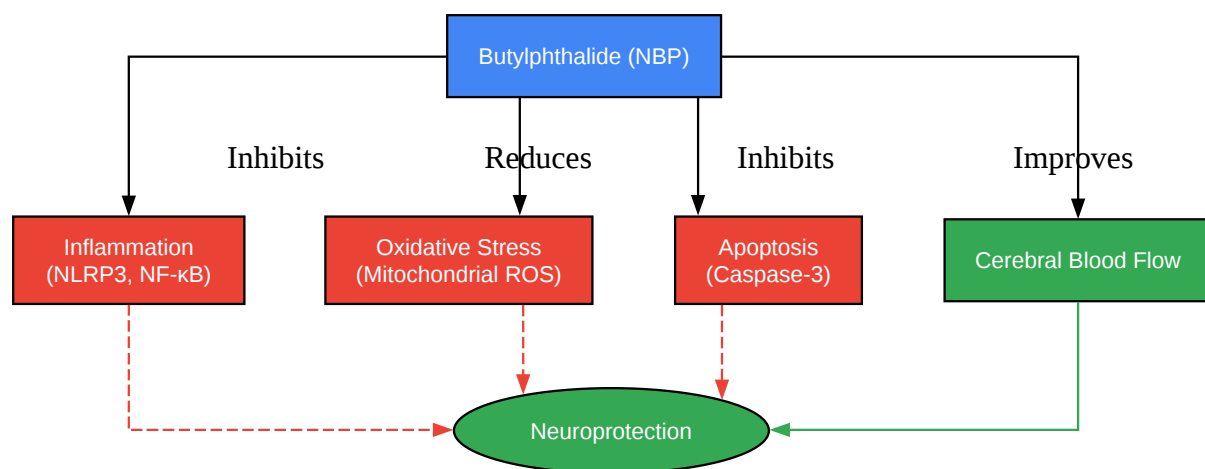 Butylphthalide (NBP)
Inhibits
Reduces
Inhibits
Improves
Inflammation
(NLRP3, NF-κB)
Oxidative Stress
(Mitochondrial ROS)
Apoptosis
(Caspase-3)
Cerebral Blood Flow
Neuroprotection